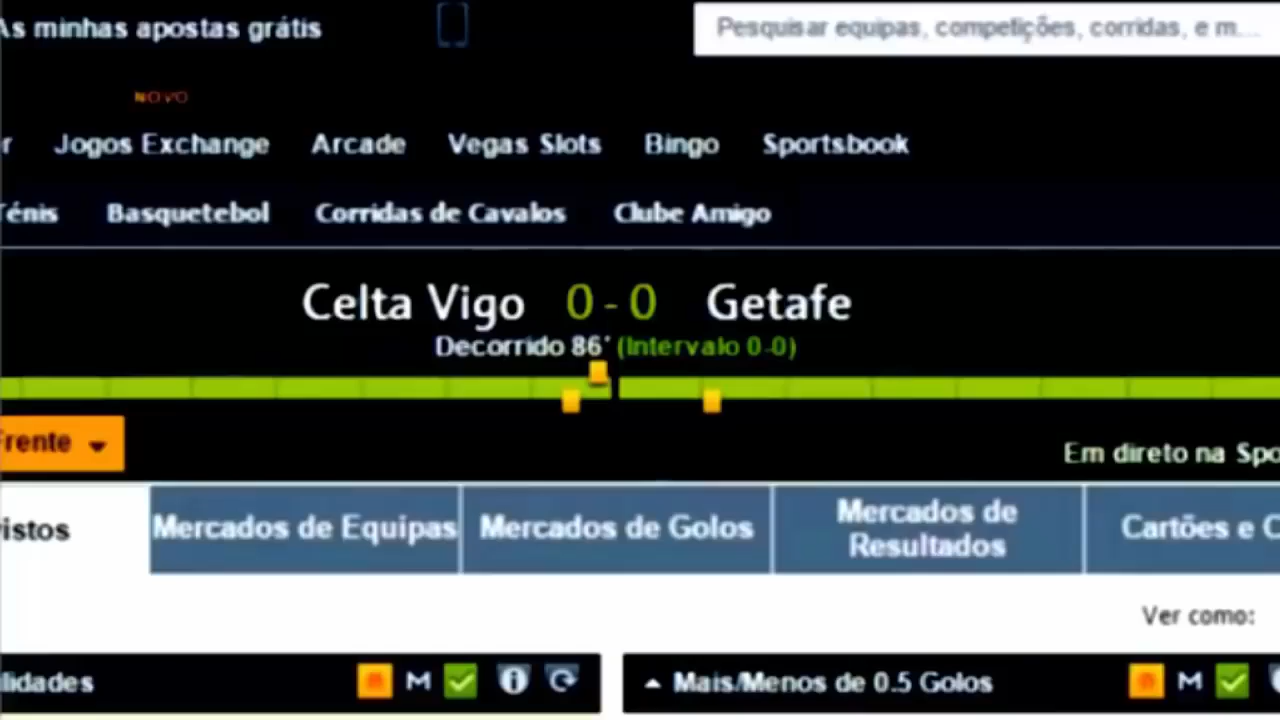 As minhas apostas grátis
Pesquisar equipas, competições, corridas, e m...
NOVO
r Jogos Exchange Arcade Vegas Slots Bingo Sportsbook
Ténis Basquetebol Corridas de Cavalos Clube Amigo
Celta Vigo 0 - 0 Getafe
Decorrido 86' (Intervalo 0-0)
Frente
Em direto na Spo
istos Mercados de Equipas Mercados de Golos Mercados de Resultados Cartões e C
Ver como:
lidades M Mais/Menos de 0.5 Golos M